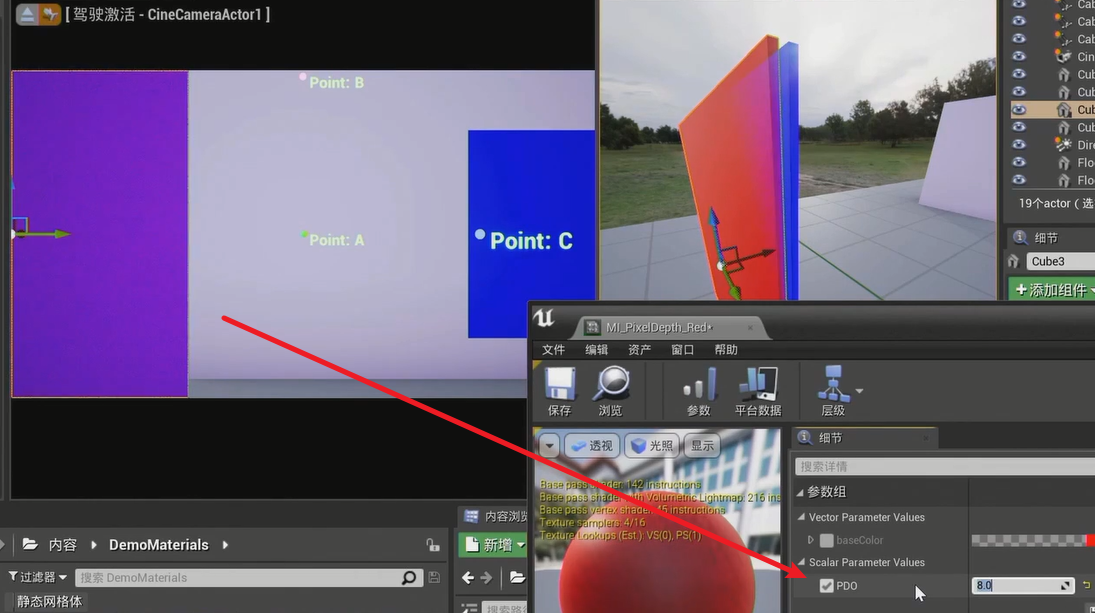 [ 驾驶激活 - CineCameraActor1 ]
Point: B
Point: A
Point: C
Cab
Cab
Cin
Cub
Cub
Cub
Cub
Dire
Flo
Flo
19个actor（选
细节
Cube3
+添加组件
MI_PixelDepth_Red*
文件 编辑 资产 窗口 帮助
保存 浏览 参数 平台数据 层级
透视 光照 显示
Base pass shader: 142 instructions
Base pass shader with Volumetric Lightmap: 216 ins
Base pass vertex shader: 45 instructions
Texture samplers: 4/16
Texture Lookups (Est.): VS(0), PS(1)
细节
搜索详情
参数组
Vector Parameter Values
baseColor
Scalar Parameter Values
PDO 8.0
内容浏览
内容 DemoMaterials
新增
过滤器 搜索 DemoMaterials
静态网格体
搜索路径